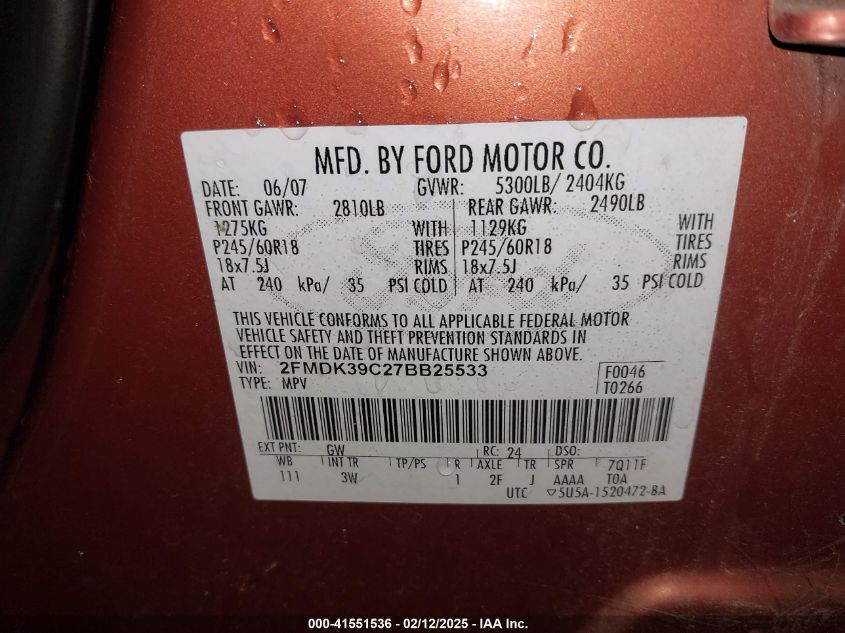 MFD. BY FORD MOTOR CO.
DATE: 06/07 GVWR: 5300LB/ 2404KG
FRONT GAWR: 2810LB REAR GAWR: 2490LB
1275KG WITH 1129KG WITH
P245/60R18 TIRES P245/60R18 TIRES
18x7.5J RIMS 18x7.5J RIMS
AT 240 kPa/ 35 PSI COLD AT 240 kPa/ 35 PSI COLD
THIS VEHICLE CONFORMS TO ALL APPLICABLE FEDERAL MOTOR
VEHICLE SAFETY AND THEFT PREVENTION STANDARDS IN
EFFECT ON THE DATE OF MANUFACTURE SHOWN ABOVE.
VIN: 2FMDK39C27BB25533 F0046
TYPE: MPV T0266
EXT PNT: GW RC: 24 DSO:
WB INT TR TP/PS R AXLE TR SPR 7Q11F
111 3W 1 2F J AAAA TOA
UTC ▽5U5A-1520472-BA
000-41551536 - 02/12/2025 - IAA Inc.